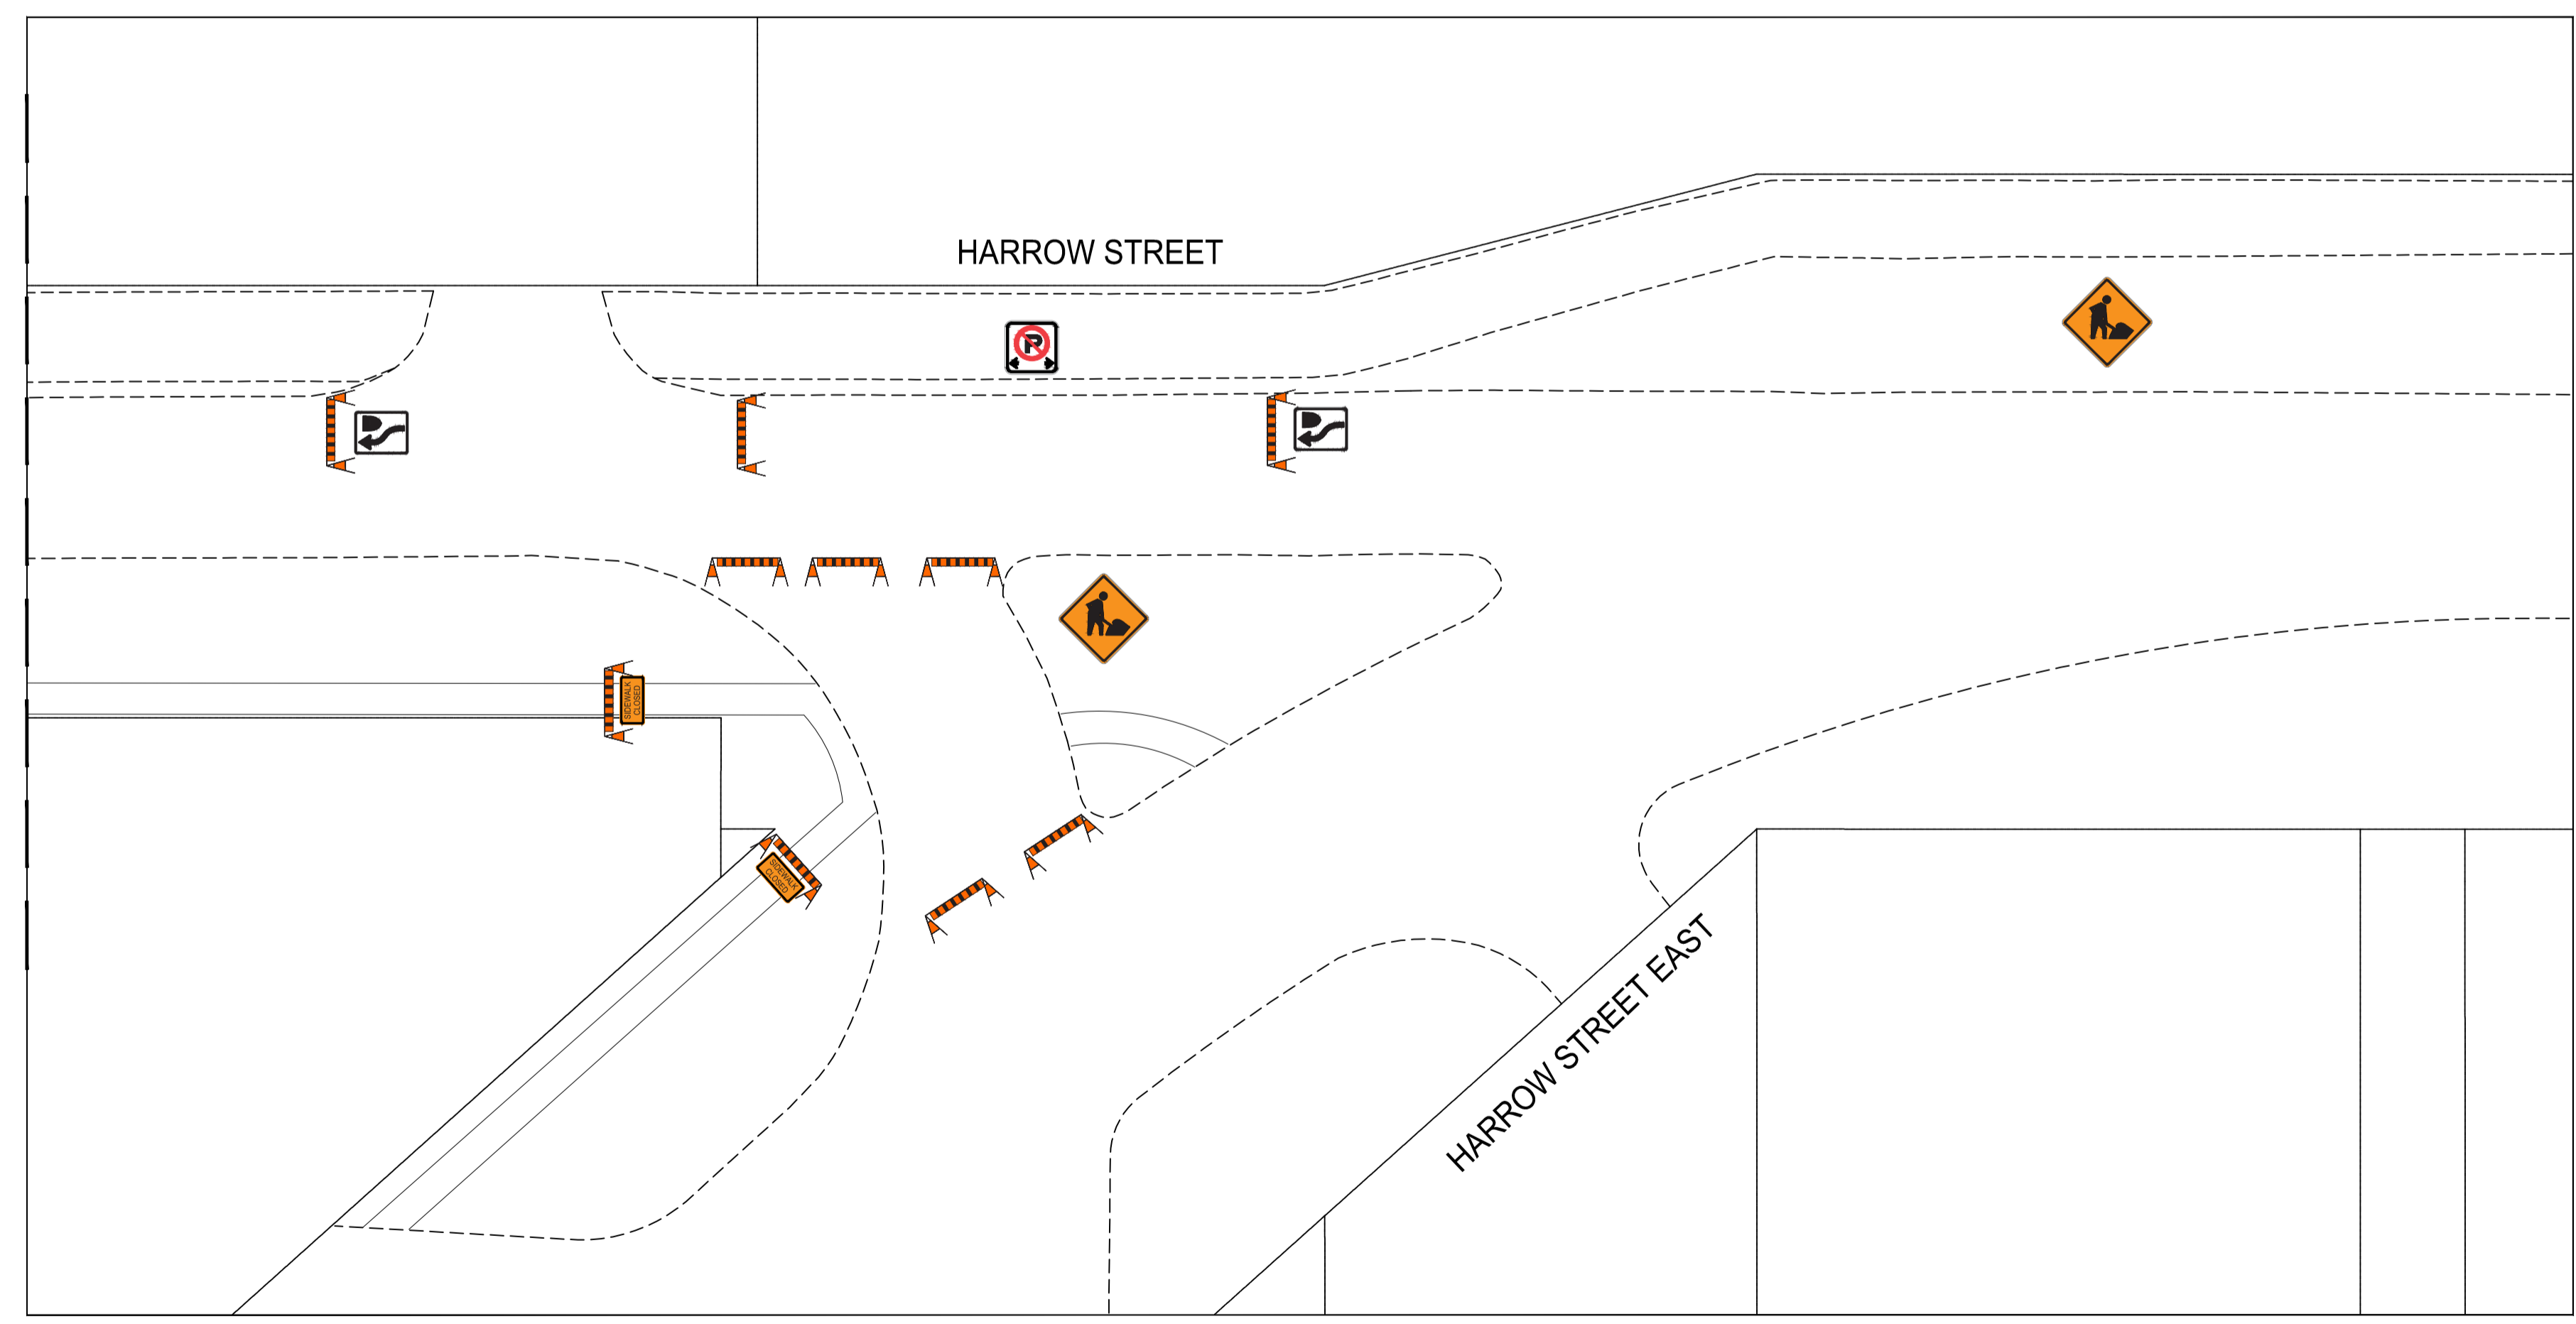 HARROW STREET
P
SIDEWALK
CLOSED
SIDEWALK
CLOSED
HARROW STREET EAST